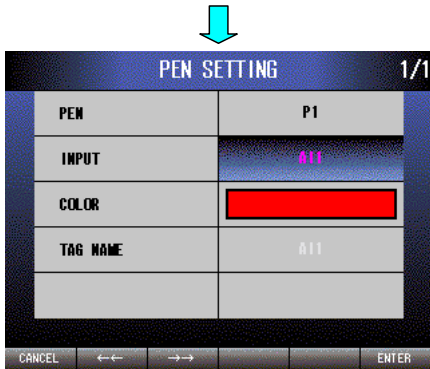 PEN SETTING 1/1
PEN P1
INPUT AI1
COLOR
TAG NAME AI1
CANCEL ←← →→ ENTER